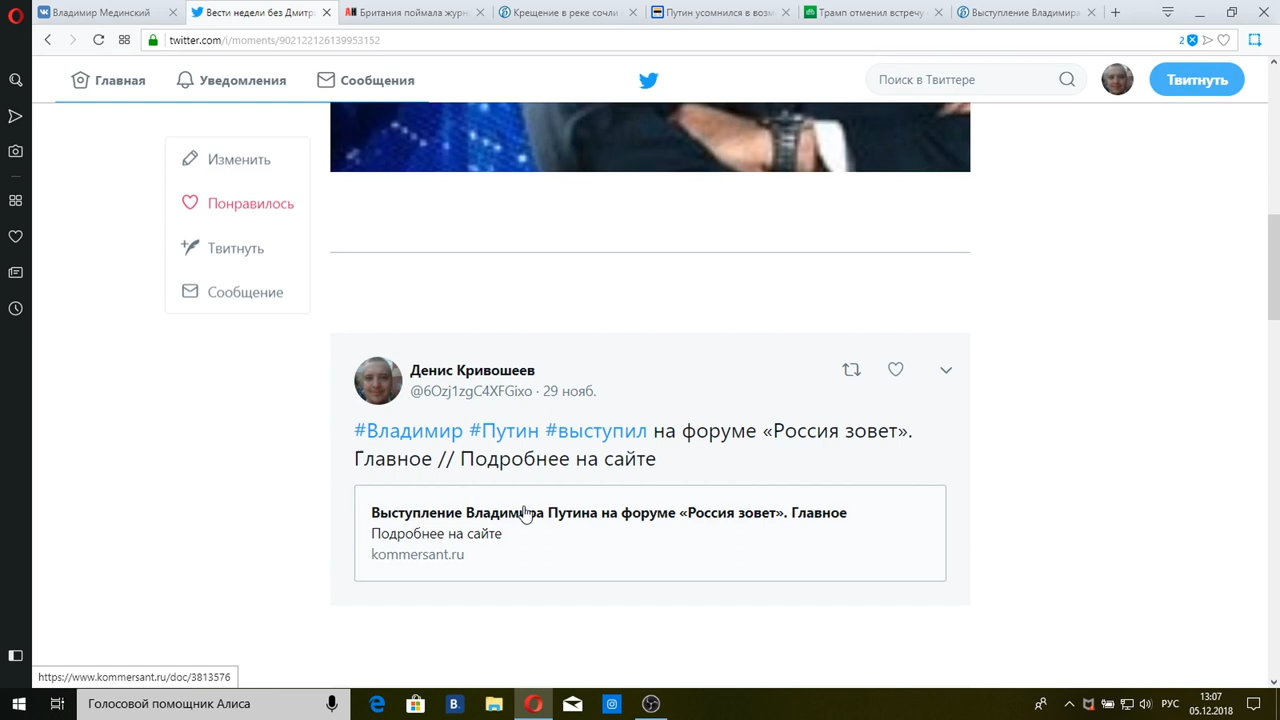 Владимир Мединский
Вести недели без Дмитр
Британия поймала журн
Крещение в реке сочли
Путин усомнился в возм
Трамп отменил встречу
Выступление Владимира
twitter.com/i/moments/902122126139953152
2
Главная
Уведомления
Сообщения
Поиск в Твиттере
Твитнуть
Изменить
Понравилось
Твитнуть
Сообщение
Денис Кривошеев
@6Ozj1zgC4XFGixo · 29 нояб.
#Владимир #Путин #выступил на форуме «Россия зовет».
Главное // Подробнее на сайте
Выступление Владимира Путина на форуме «Россия зовет». Главное
Подробнее на сайте
kommersant.ru
https://www.kommersant.ru/doc/3813576
Голосовой помощник Алиса
РУС
13:07
05.12.2018